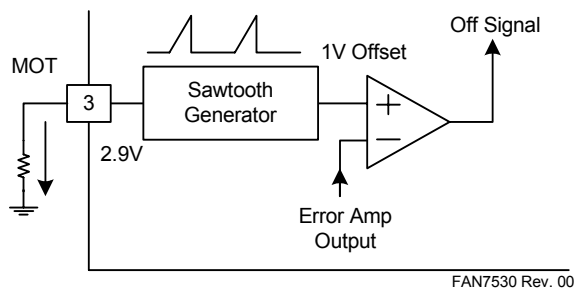 Off Signal
1V Offset
MOT
3
Sawtooth
Generator
+
−
2.9V
Error Amp
Output
FAN7530 Rev. 00